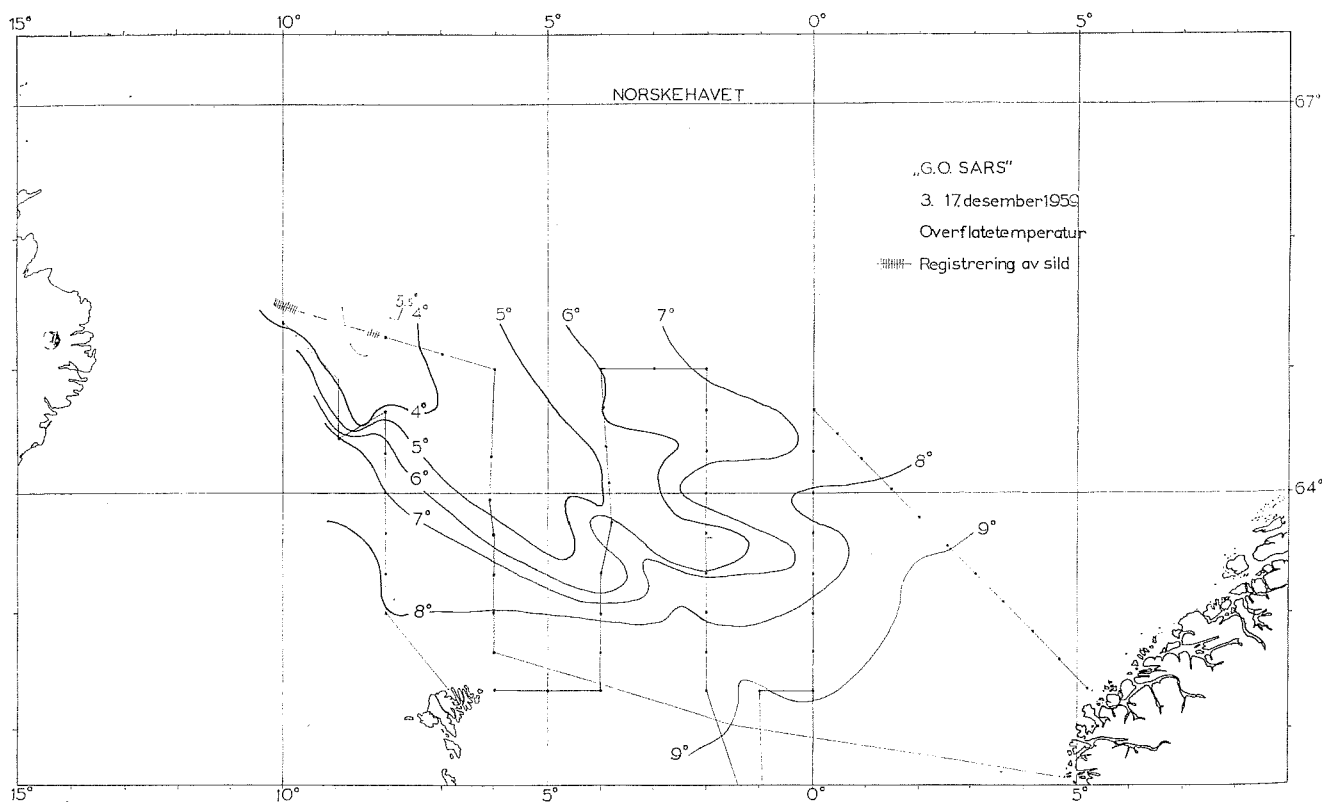 15° 10° 5° 0° 5°
NORSKEHAVET
67°
„G.O. SARS"
3. 17. desember 1959
Overflatetemperatur
Registrering av sild
4° 5° 6° 7°
4°
5°
6°
7°
8°
64°
9°
8°
9°
15° 10° 5° 0° 5°